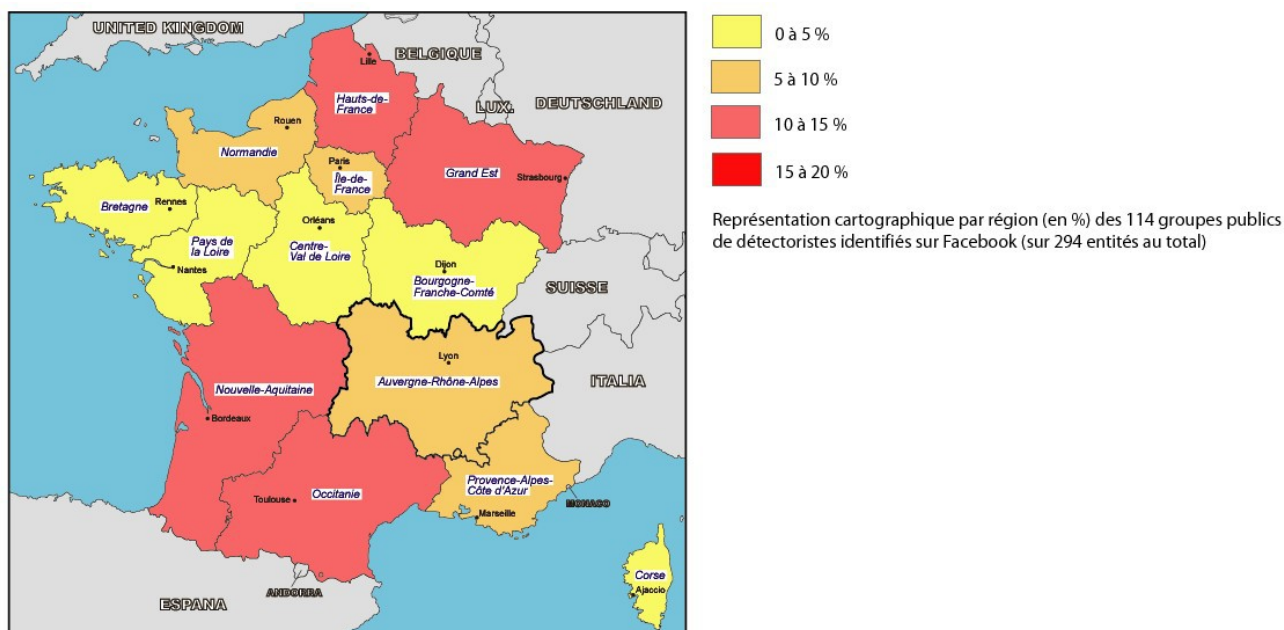 UNITED KINGDOM
BELGIQUE
LUX.
DEUTSCHLAND
Lille
Hauts-de-
France
Rouen
Normandie
Paris
Île-de-
France
Grand Est
Strasbourg
Bretagne
Rennes
Pays de
la Loire
Nantes
Orléans
Centre-
Val de Loire
Dijon
Bourgogne-
Franche-Comté
SUISSE
Lyon
Auvergne-Rhône-Alpes
ITALIA
Nouvelle-Aquitaine
Bordeaux
Toulouse
Occitanie
Provence-Alpes-
Côte d'Azur
Marseille
MONACO
ANDORRA
ESPANA
Corse
Ajaccio
0 à 5 %
5 à 10 %
10 à 15 %
15 à 20 %
Représentation cartographique par région (en %) des 114 groupes publics
de détectoristes identifiés sur Facebook (sur 294 entités au total)